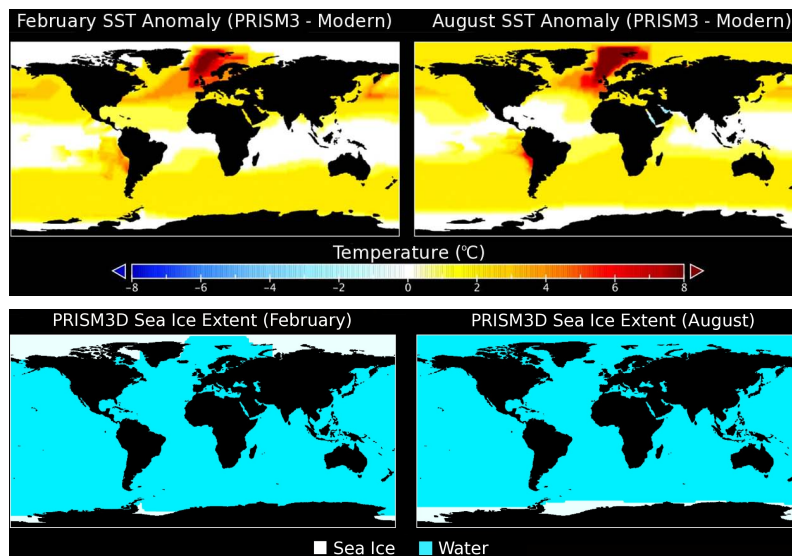 February SST Anomaly (PRISM3 - Modern)
August SST Anomaly (PRISM3 - Modern)
Temperature (°C)
−8 −6 −4 −2 0 2 4 6 8
PRISM3D Sea Ice Extent (February)
PRISM3D Sea Ice Extent (August)
Sea Ice Water